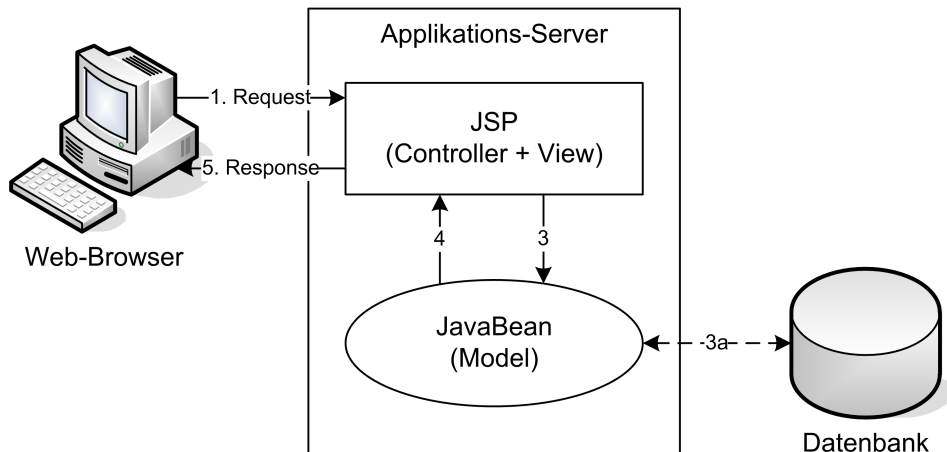 Applikations-Server
1. Request
JSP
(Controller + View)
5. Response
4
3
Web-Browser
JavaBean
(Model)
3a
Datenbank